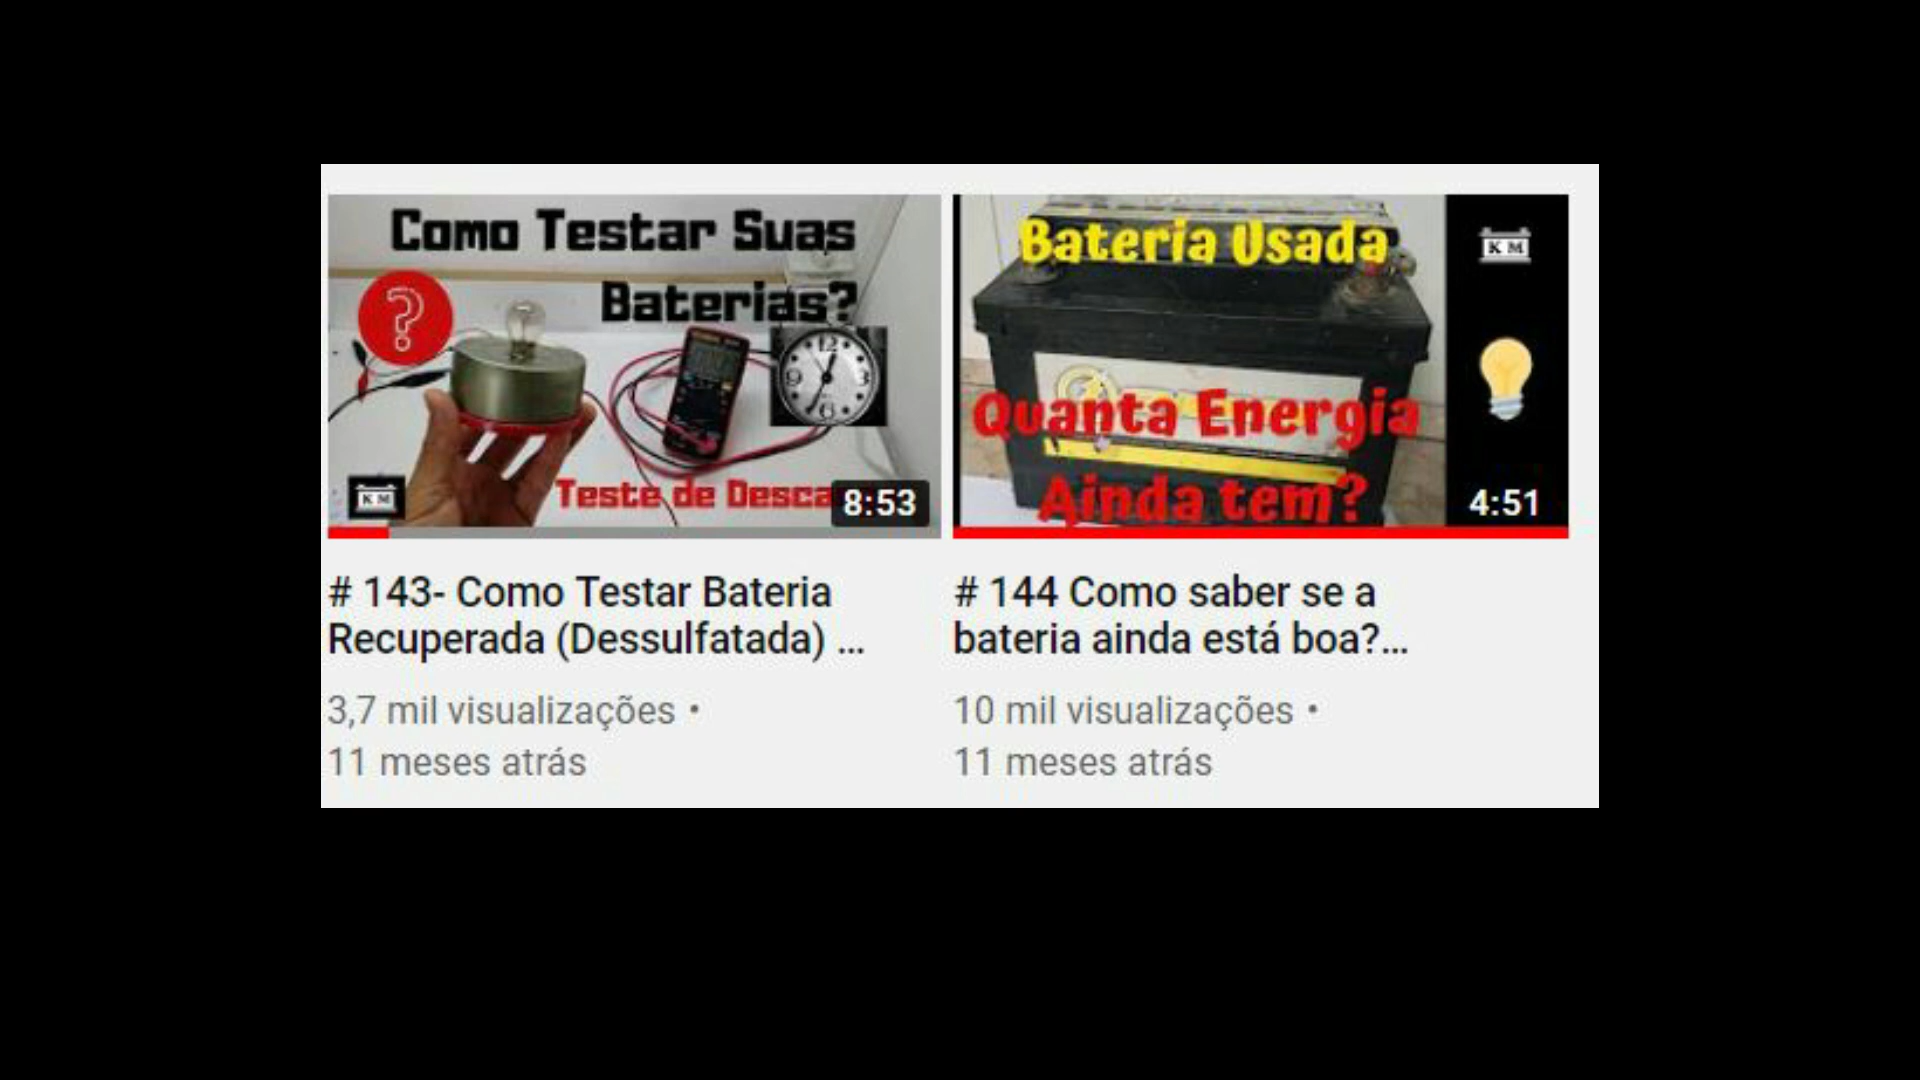 Como Testar Suas
Baterias?
K M
Teste de Desca
8:53
Bateria Usada
K M
Quanta Energia
Ainda tem?
4:51
# 143- Como Testar Bateria
Recuperada (Dessulfatada) ...
3,7 mil visualizações •
11 meses atrás
# 144 Como saber se a
bateria ainda está boa?...
10 mil visualizações •
11 meses atrás